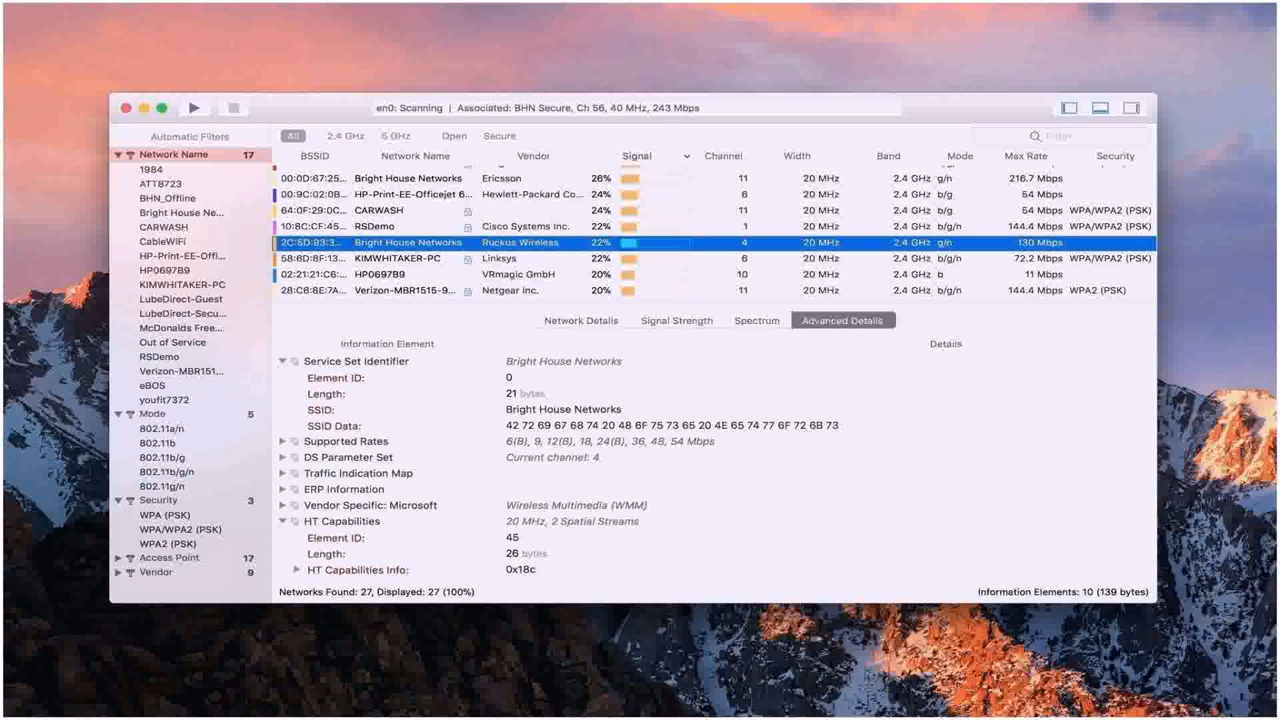 en0: Scanning | Associated: BHN Secure, Ch 56, 40 MHz, 243 Mbps
Automatic Filters
Network Name 17
1984
ATT8723
BHN_Offline
Bright House Ne...
CARWASH
CableWiFi
HP-Print-EE-Offi...
HP0697B9
KIMWHITAKER-PC
LubeDirect-Guest
LubeDirect-Secu...
McDonalds Free...
Out of Service
RSDemo
Verizon-MBR151...
eBOS
youfit7372
Mode 5
802.11a/n
802.11b
802.11b/g
802.11b/g/n
802.11g/n
Security 3
WPA (PSK)
WPA/WPA2 (PSK)
WPA2 (PSK)
Access Point 17
Vendor 9
All 2.4 GHz 5 GHz Open Secure Filter
BSSID Network Name Vendor Signal Channel Width Band Mode Max Rate Security
00:0D:67:25... Bright House Networks Ericsson 26% 11 20 MHz 2.4 GHz g/n 216.7 Mbps
00:9C:02:0B... HP-Print-EE-Officejet 6... Hewlett-Packard Co... 24% 6 20 MHz 2.4 GHz b/g 54 Mbps
64:0F:29:0C... CARWASH 24% 11 20 MHz 2.4 GHz b/g 54 Mbps WPA/WPA2 (PSK)
10:8C:CF:45... RSDemo Cisco Systems Inc. 22% 1 20 MHz 2.4 GHz b/g/n 144.4 Mbps WPA/WPA2 (PSK)
2C:5D:93:3... Bright House Networks Ruckus Wireless 22% 4 20 MHz 2.4 GHz g/n 130 Mbps
58:6D:8F:13... KIMWHITAKER-PC Linksys 22% 6 20 MHz 2.4 GHz b/g/n 72.2 Mbps WPA/WPA2 (PSK)
02:21:21:C6:... HP0697B9 VRmagic GmbH 20% 10 20 MHz 2.4 GHz b 11 Mbps
28:C6:8E:7A... Verizon-MBR1515-9... Netgear Inc. 20% 11 20 MHz 2.4 GHz b/g/n 144.4 Mbps WPA2 (PSK)
Network Details Signal Strength Spectrum Advanced Details
Information Element Details
Service Set Identifier Bright House Networks
Element ID: 0
Length: 21 bytes
SSID: Bright House Networks
SSID Data: 42 72 69 67 68 74 20 48 6F 75 73 65 20 4E 65 74 77 6F 72 6B 73
Supported Rates 6(B), 9, 12(B), 18, 24(B), 36, 48, 54 Mbps
DS Parameter Set Current channel: 4
Traffic Indication Map
ERP Information
Vendor Specific: Microsoft Wireless Multimedia (WMM)
HT Capabilities 20 MHz, 2 Spatial Streams
Element ID: 45
Length: 26 bytes
HT Capabilities Info: 0x18c
Networks Found: 27, Displayed: 27 (100%) Information Elements: 10 (139 bytes)